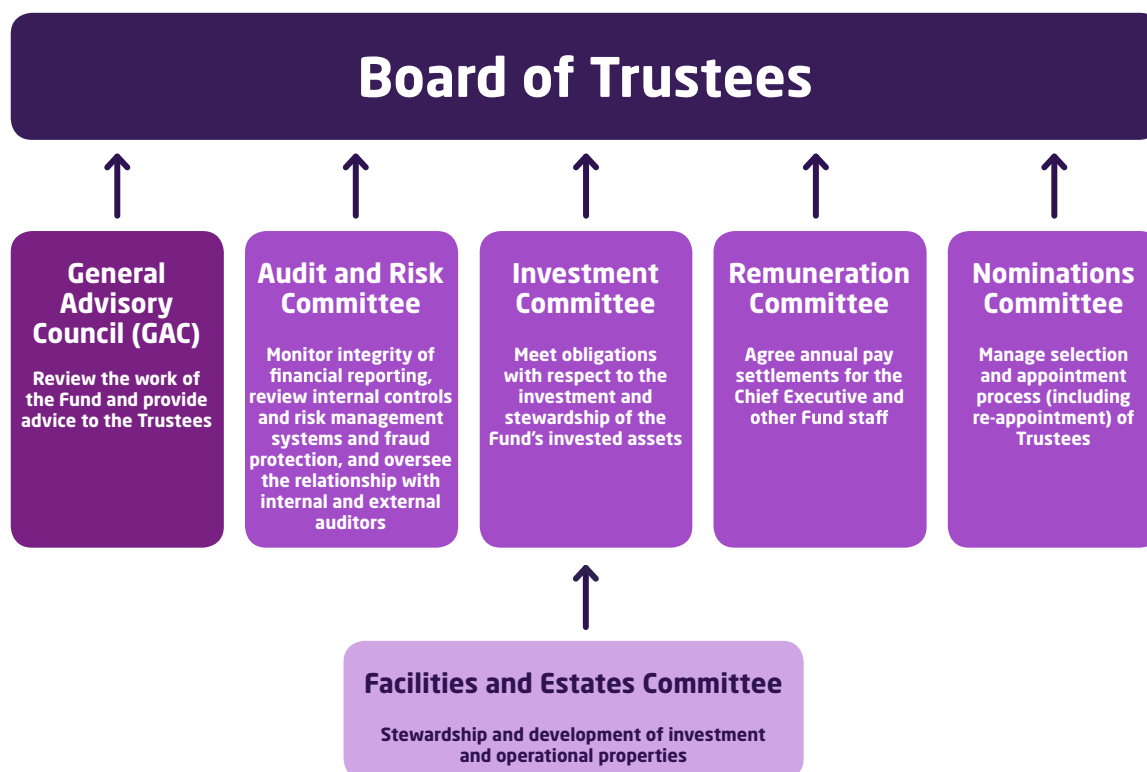 Board of Trustees
General
Advisory
Council (GAC)
Review the work of
the Fund and provide
advice to the Trustees
Audit and Risk
Committee
Monitor integrity of
financial reporting,
review internal controls
and risk management
systems and fraud
protection, and oversee
the relationship with
internal and external
auditors
Investment
Committee
Meet obligations
with respect to the
investment and
stewardship of the
Fund's invested assets
Remuneration
Committee
Agree annual pay
settlements for the
Chief Executive and
other Fund staff
Nominations
Committee
Manage selection
and appointment
process (including
re-appointment) of
Trustees
Facilities and Estates Committee
Stewardship and development of investment
and operational properties